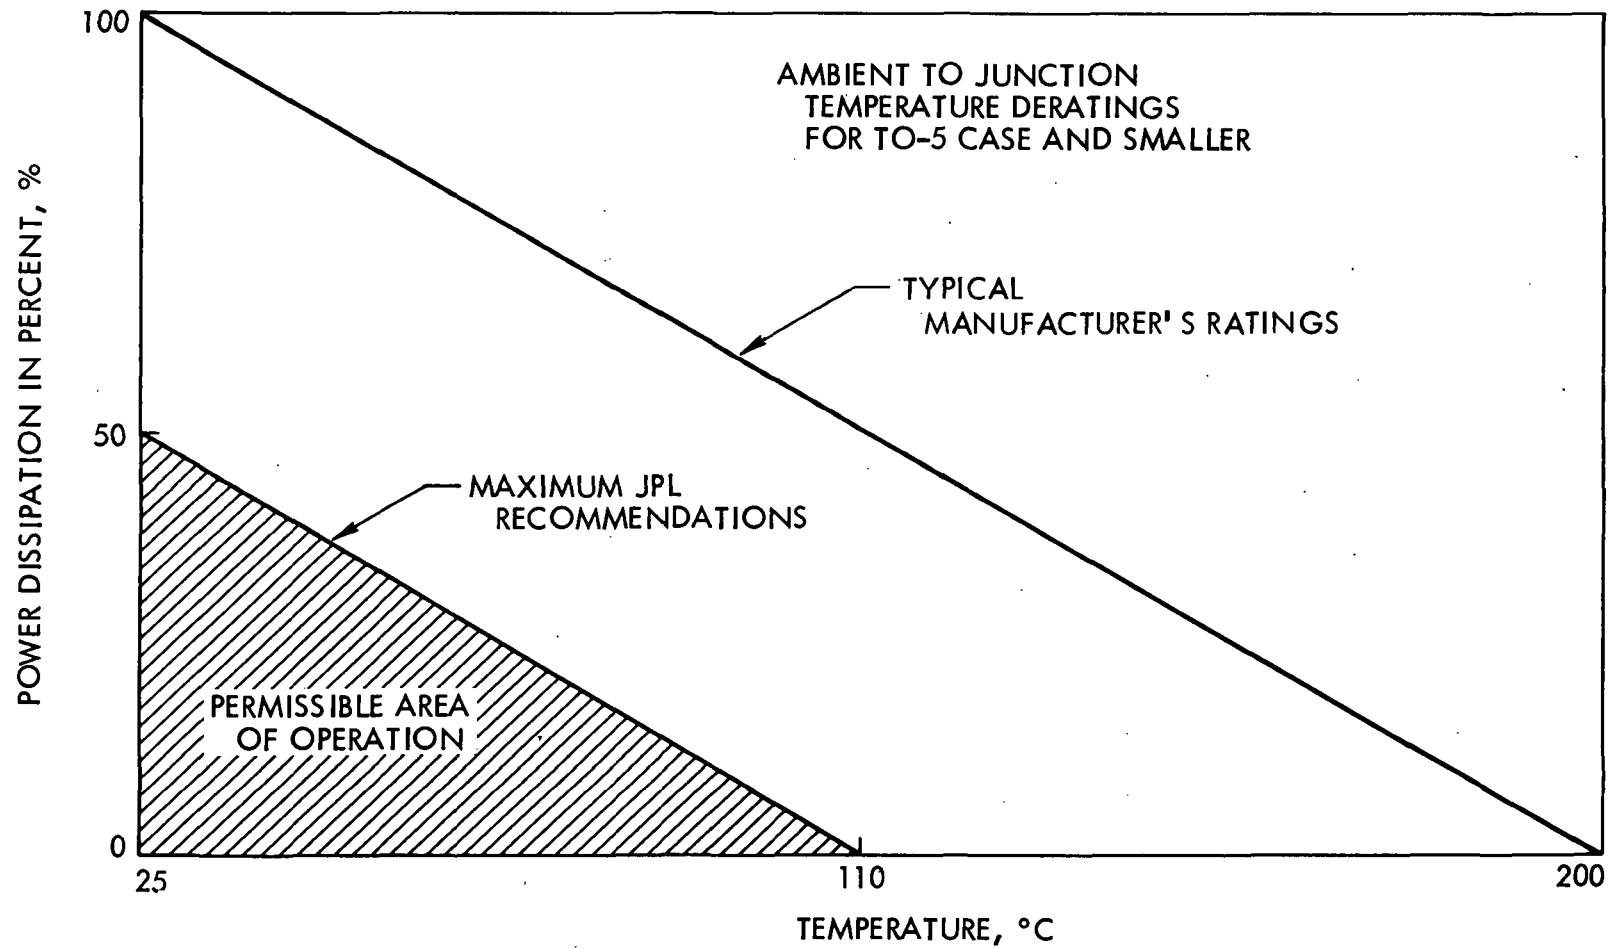 100
AMBIENT TO JUNCTION
TEMPERATURE DERATINGS
FOR TO-5 CASE AND SMALLER
POWER DISSIPATION IN PERCENT, %
TYPICAL
MANUFACTURER'S RATINGS
50
MAXIMUM JPL
RECOMMENDATIONS
PERMISSIBLE AREA
OF OPERATION
0
25
110
200
TEMPERATURE, °C